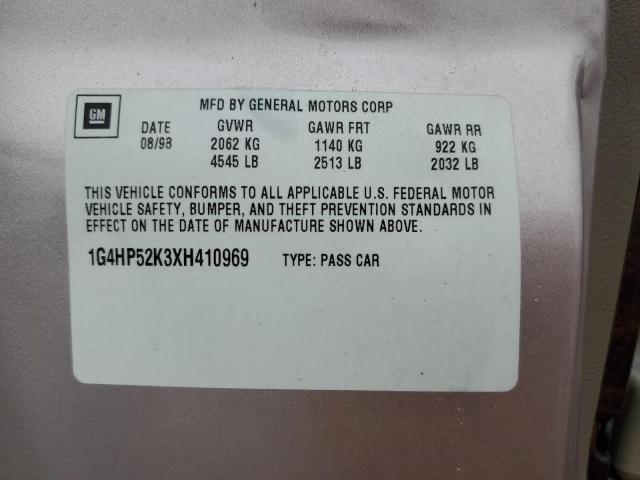 GM
MFD BY GENERAL MOTORS CORP
DATE GVWR GAWR FRT GAWR RR
08/98 2062 KG 1140 KG 922 KG
4545 LB 2513 LB 2032 LB
THIS VEHICLE CONFORMS TO ALL APPLICABLE U.S. FEDERAL MOTOR
VEHICLE SAFETY, BUMPER, AND THEFT PREVENTION STANDARDS IN
EFFECT ON THE DATE OF MANUFACTURE SHOWN ABOVE.
1G4HP52K3XH410969 TYPE: PASS CAR